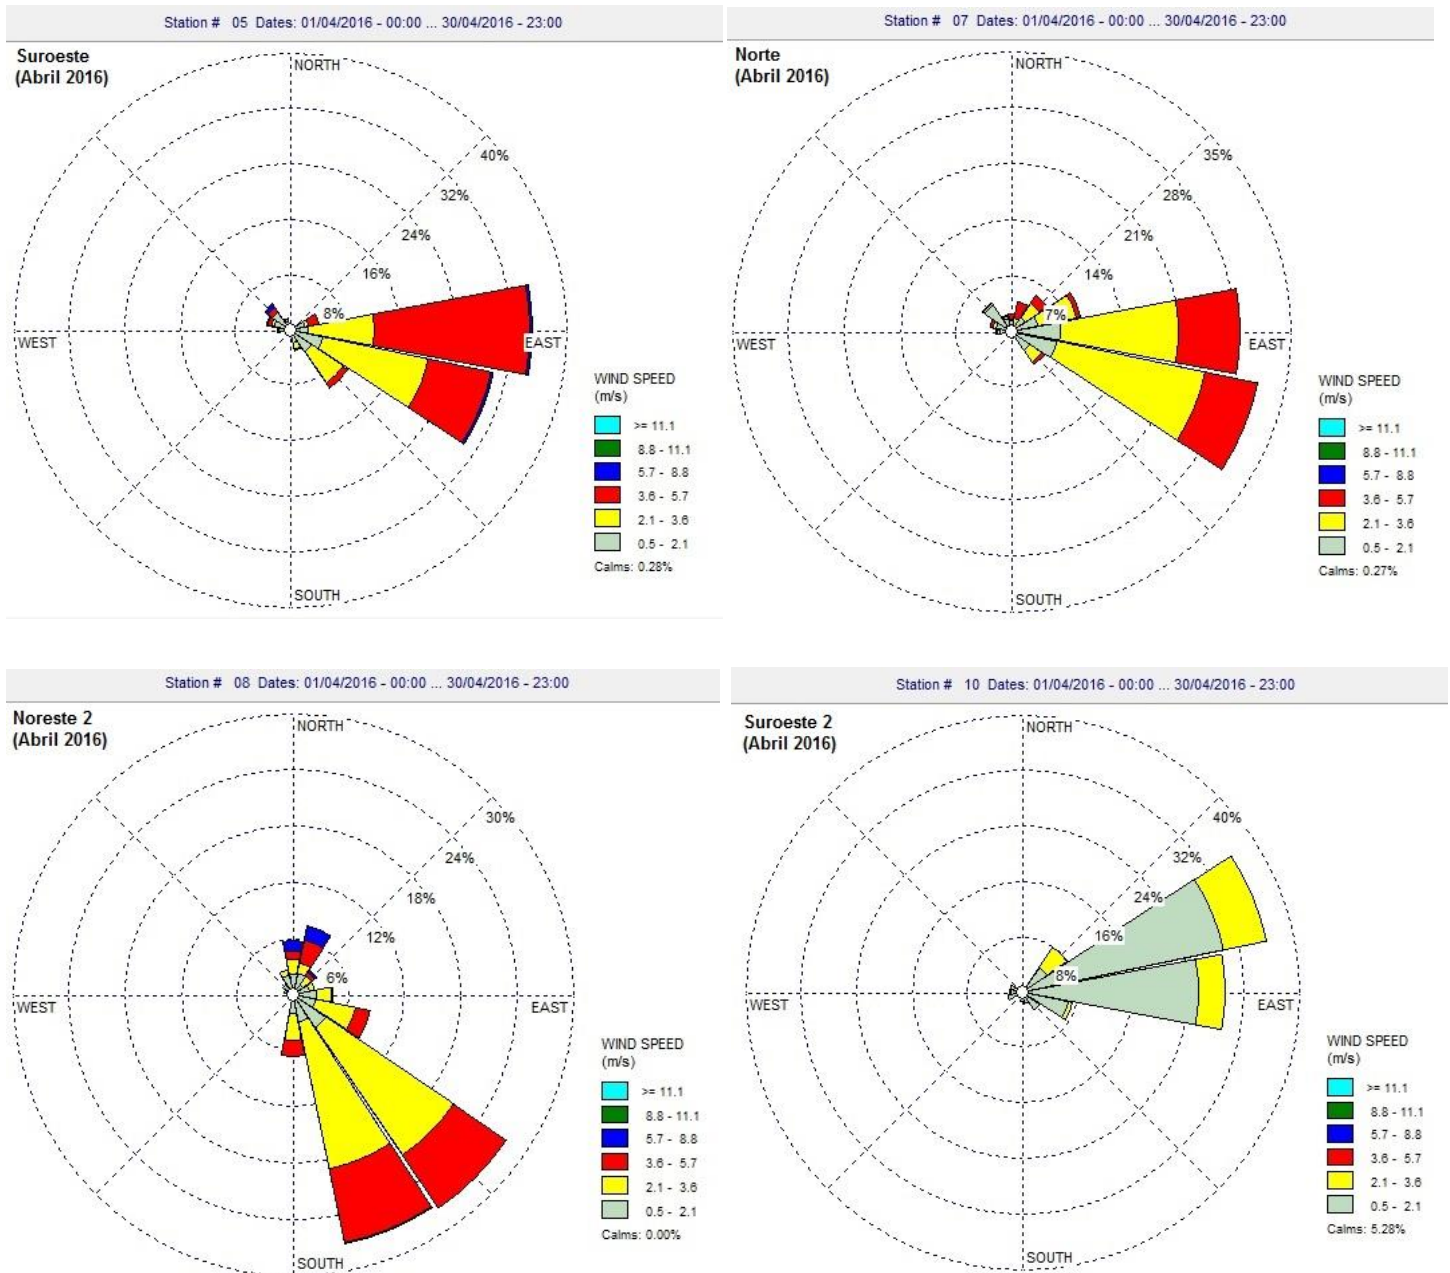 Station # 05 Dates: 01/04/2016 - 00:00 ... 30/04/2016 - 23:00
Suroeste
(Abril 2016)
NORTH
40%
32%
24%
16%
8%
WEST
EAST
SOUTH
WIND SPEED
(m/s)
>= 11.1
8.8 - 11.1
5.7 - 8.8
3.6 - 5.7
2.1 - 3.6
0.5 - 2.1
Calms: 0.28%
Station # 07 Dates: 01/04/2016 - 00:00 ... 30/04/2016 - 23:00
Norte
(Abril 2016)
NORTH
35%
28%
21%
14%
7%
WEST
EAST
SOUTH
WIND SPEED
(m/s)
>= 11.1
8.8 - 11.1
5.7 - 8.8
3.6 - 5.7
2.1 - 3.6
0.5 - 2.1
Calms: 0.27%
Station # 08 Dates: 01/04/2016 - 00:00 ... 30/04/2016 - 23:00
Noreste 2
(Abril 2016)
NORTH
30%
24%
18%
12%
6%
WEST
EAST
SOUTH
WIND SPEED
(m/s)
>= 11.1
8.8 - 11.1
5.7 - 8.8
3.6 - 5.7
2.1 - 3.6
0.5 - 2.1
Calms: 0.00%
Station # 10 Dates: 01/04/2016 - 00:00 ... 30/04/2016 - 23:00
Suroeste 2
(Abril 2016)
NORTH
40%
32%
24%
16%
8%
WEST
EAST
SOUTH
WIND SPEED
(m/s)
>= 11.1
8.8 - 11.1
5.7 - 8.8
3.6 - 5.7
2.1 - 3.6
0.5 - 2.1
Calms: 5.28%